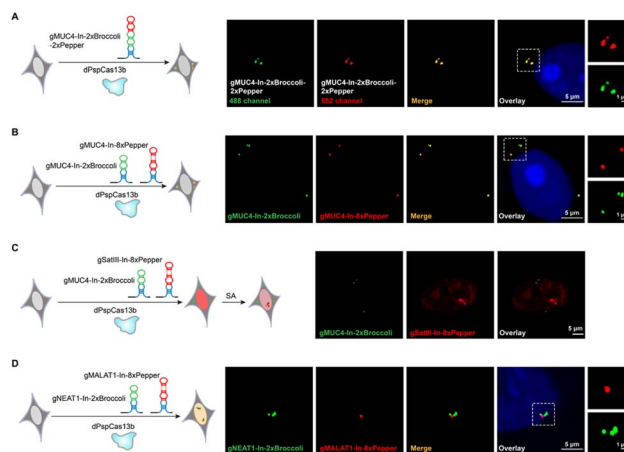 A
gMUC4-In-2xBroccoli
-2xPepper
dPspCas13b
gMUC4-In-2xBroccoli-
2xPepper
488 channel
gMUC4-In-2xBroccoli-
2xPepper
552 channel
Merge
Overlay
5 µm
1 µ
B
gMUC4-In-8xPepper
gMUC4-In-2xBroccoli
dPspCas13b
gMUC4-In-2xBroccoli
gMUC4-In-8xPepper
Merge
Overlay
5 µm
1 µ
C
gSatIII-In-8xPepper
gMUC4-In-2xBroccoli
SA
dPspCas13b
gMUC4-In-2xBroccoli
gSatIII-In-8xPepper
Overlay
5 µm
D
gMALAT1-In-8xPepper
gNEAT1-In-2xBroccoli
dPspCas13b
gNEAT1-In-2xBroccoli
gMALAT1-In-8xPepper
Merge
Overlay
5 µm
1 µ